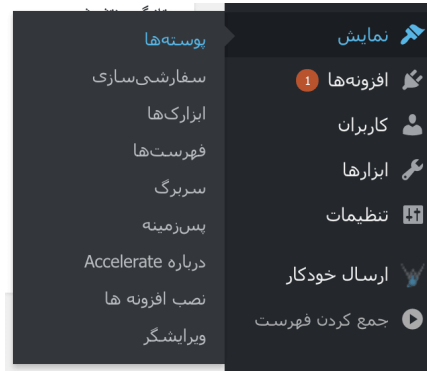 نمایش
افزونه‌ها 1
کاربران
ابزارها
تنظیمات
ارسال خودکار
جمع کردن فهرست
پوسته‌ها
سفارشی‌سازی
ابزارک‌ها
فهرست‌ها
سربرگ
پس‌زمینه
درباره Accelerate
نصب افزونه ها
ویرایشگر